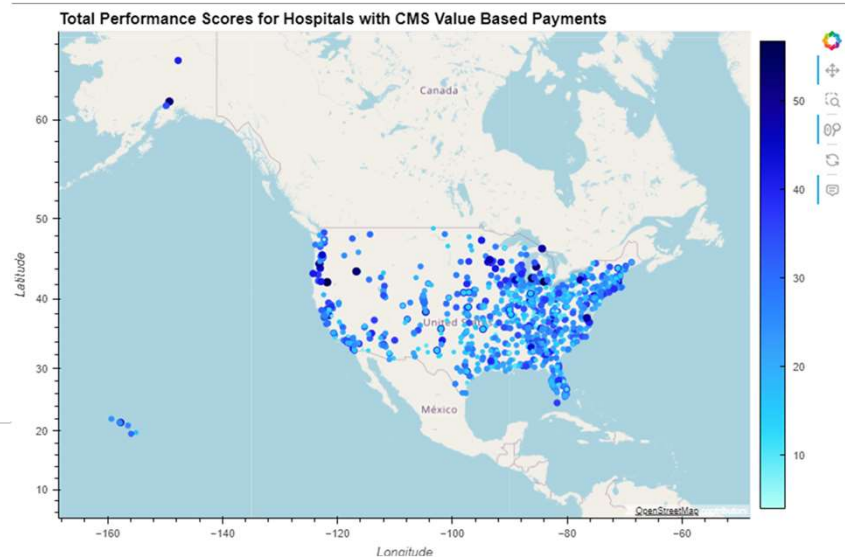 Total Performance Scores for Hospitals with CMS Value Based Payments
Canada
United States
México
OpenStreetMap contributors
Latitude
60
50
40
30
20
10
−160
−140
−120
−100
−80
−60
Longitude
50
40
30
20
10